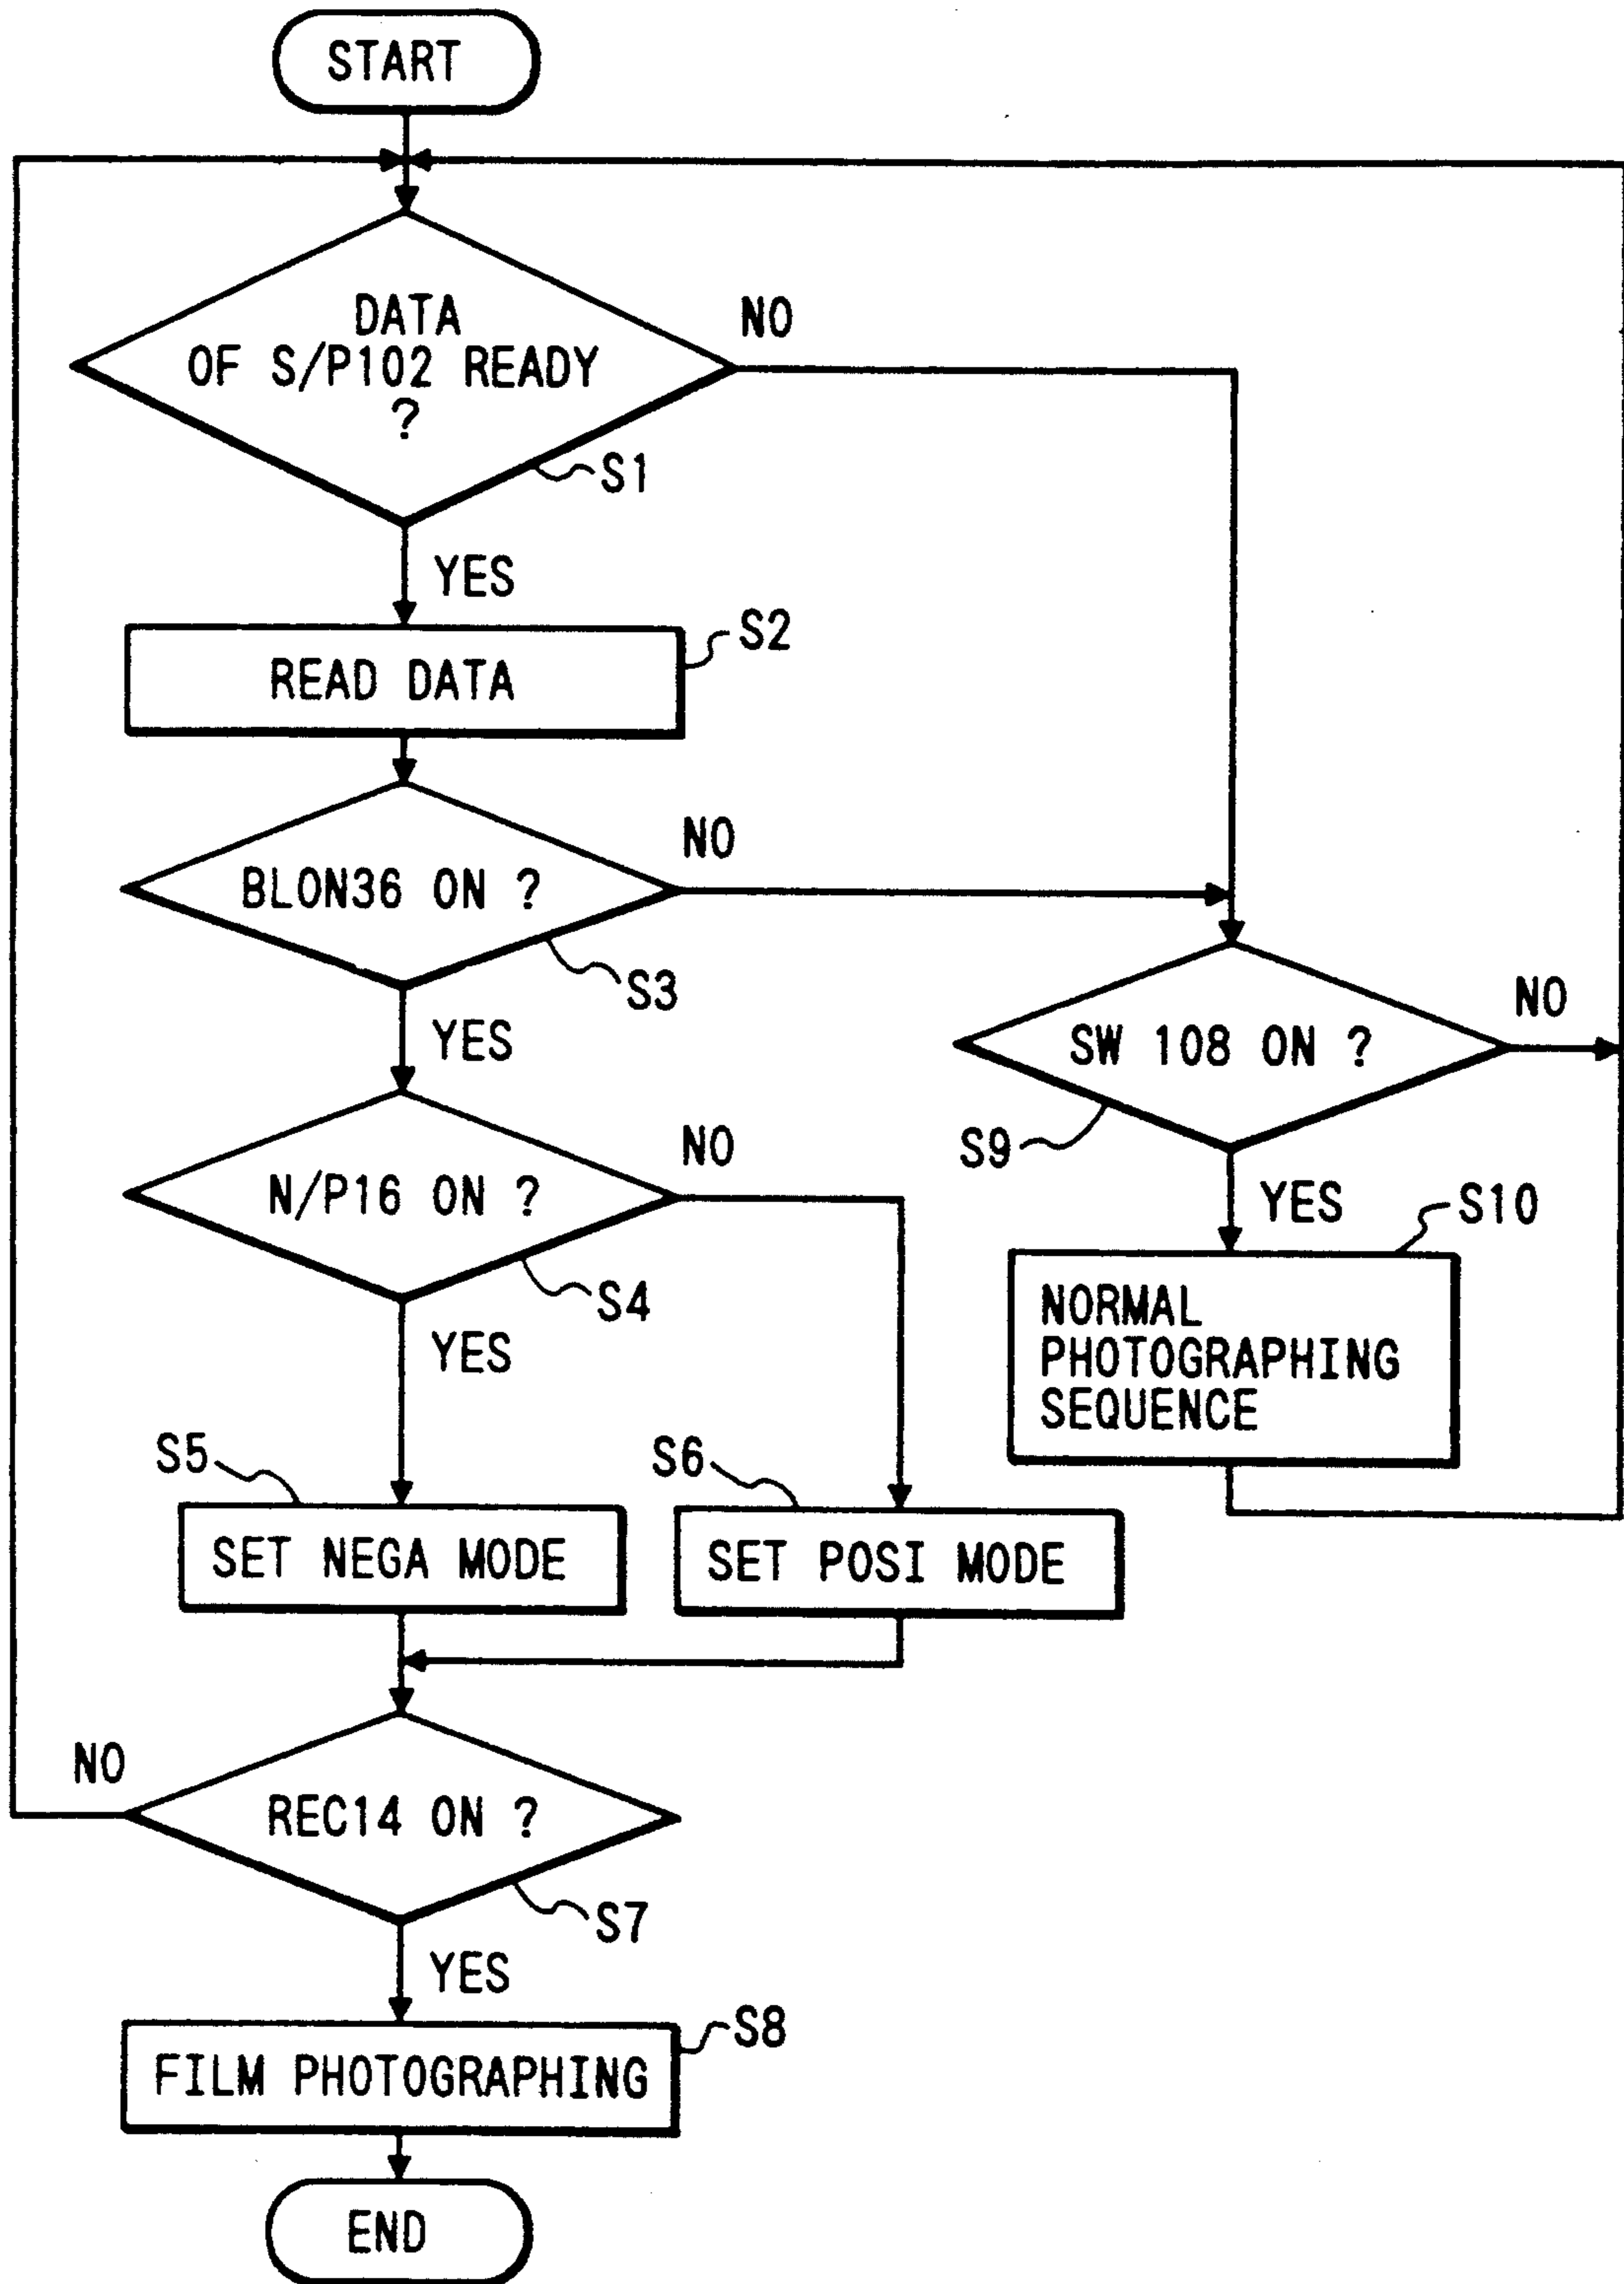 START
DATA
OF S/P102 READY
?
NO
S1
YES
READ DATA
S2
BLON36 ON ?
NO
S3
YES
SW 108 ON ?
NO
S9
YES
N/P16 ON ?
NO
S4
YES
S10
NORMAL
PHOTOGRAPHING
SEQUENCE
S5
SET NEGA MODE
S6
SET POSI MODE
NO
REC14 ON ?
S7
YES
S8
FILM PHOTOGRAPHING
END